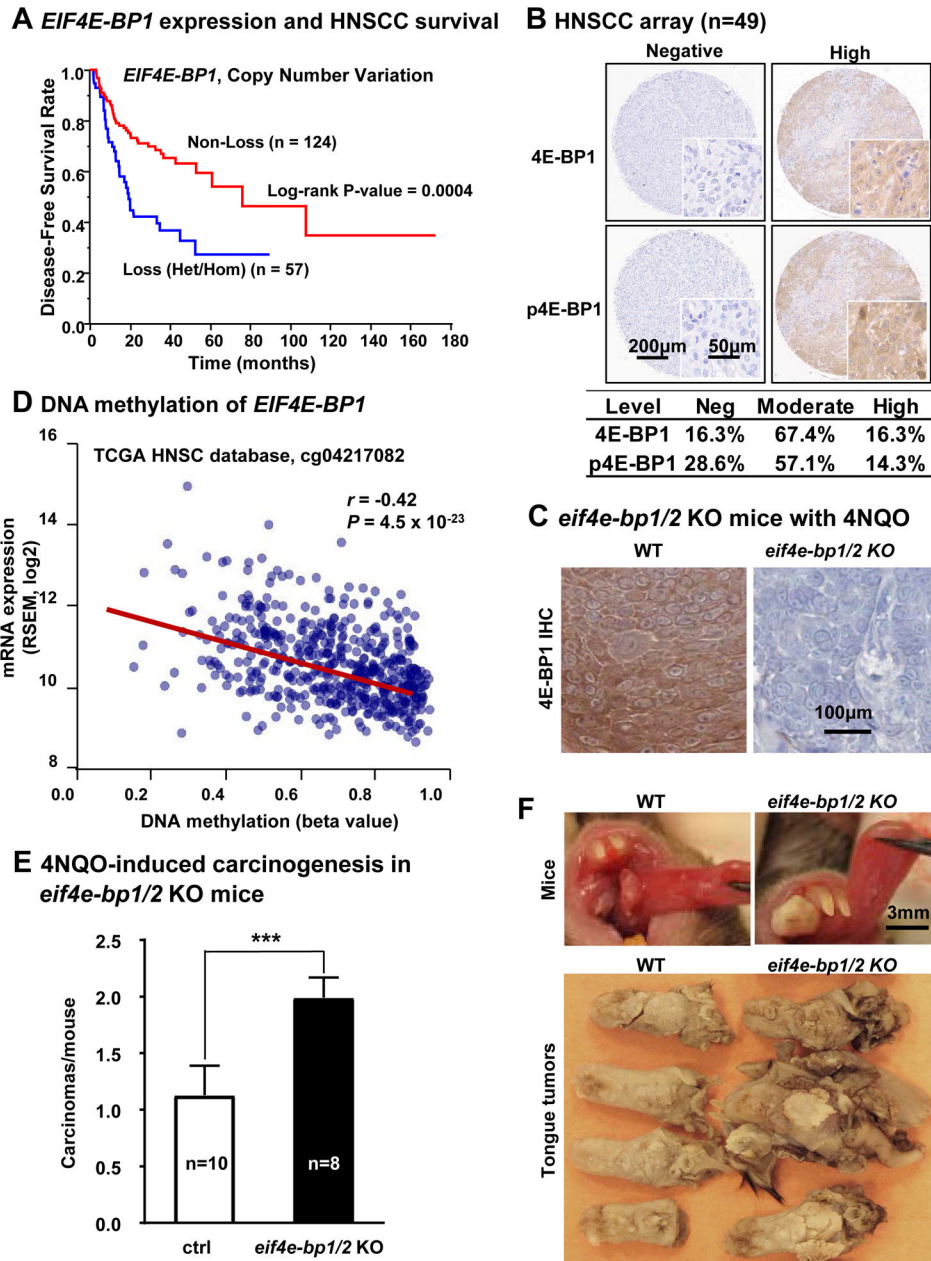 A EIF4E-BP1 expression and HNSCC survival
Disease-Free Survival Rate
1.0
0.8
0.6
0.4
0.2
0.0
EIF4E-BP1, Copy Number Variation
Non-Loss (n = 124)
Log-rank P-value = 0.0004
Loss (Het/Hom) (n = 57)
0 20 40 60 80 100 120 140 160 180
Time (months)
B HNSCC array (n=49)
Negative High
4E-BP1
p4E-BP1
200µm 50µm
Level Neg Moderate High
4E-BP1 16.3% 67.4% 16.3%
p4E-BP1 28.6% 57.1% 14.3%
C eif4e-bp1/2 KO mice with 4NQO
WT eif4e-bp1/2 KO
4E-BP1 IHC
100µm
D DNA methylation of EIF4E-BP1
mRNA expression
(RSEM, log2)
16
14
12
10
8
TCGA HNSC database, cg04217082
r = -0.42
P = 4.5 x 10-23
0.0 0.2 0.4 0.6 0.8 1.0
DNA methylation (beta value)
E 4NQO-induced carcinogenesis in
eif4e-bp1/2 KO mice
Carcinomas/mouse
2.5
2.0
1.0
1.5
0.5
0.0
***
n=10 n=8
ctrl eif4e-bp1/2 KO
F
WT eif4e-bp1/2 KO
Mice
3mm
WT eif4e-bp1/2 KO
Tongue tumors